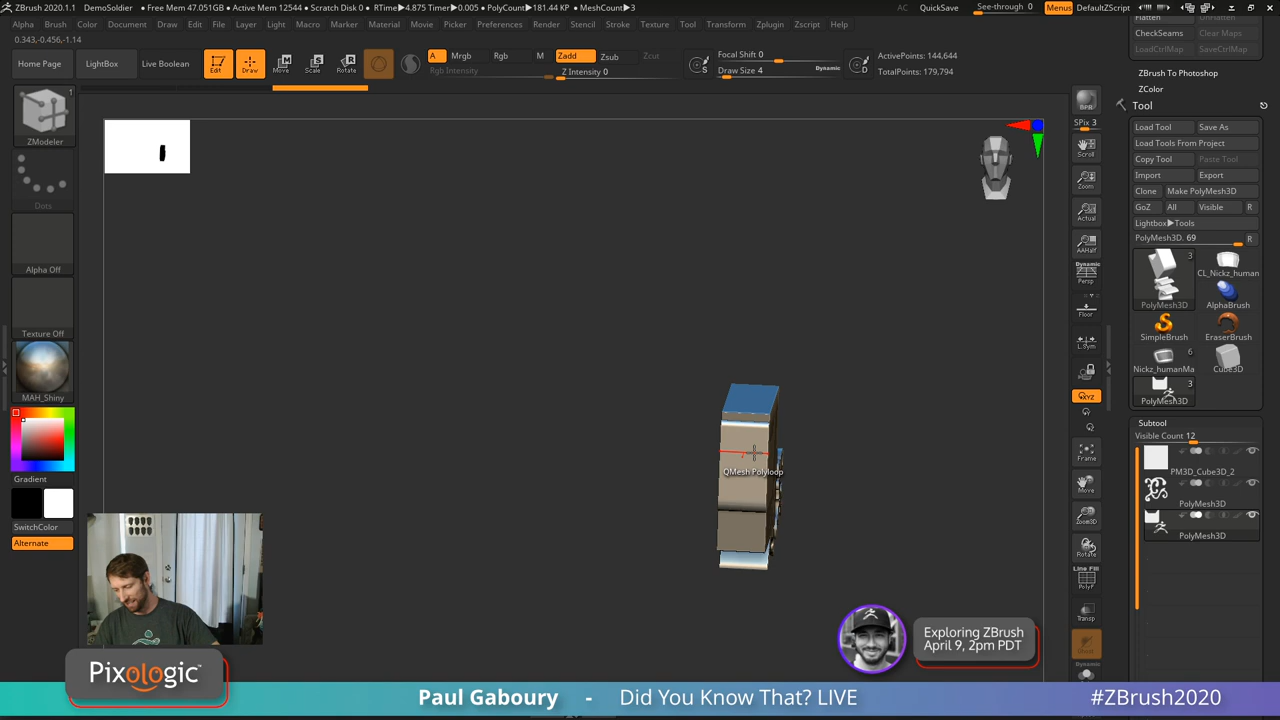 ZBrush 2020.1.1 DemoSoldier • Free Mem 47.051GB • Active Mem 12544 • Scratch Disk 0 • RTime▶4.875 Timer▶0.005 • PolyCount▶181.44 KP • MeshCount▶3 AC QuickSave See-through 0 Menus DefaultZScript
Alpha Brush Color Document Draw Edit File Layer Light Macro Marker Material Movie Picker Preferences Render Stencil Stroke Texture Tool Transform Zplugin Zscript Help
0.343,-0.456,-1.14
Home Page LightBox Live Boolean Edit Draw Move Scale Rotate
A Mrgb Rgb M Zadd Zsub Zcut
Rgb Intensity Z Intensity 0
Focal Shift 0
Draw Size 4 Dynamic
S D
ActivePoints: 144,644
TotalPoints: 179,794
1
ZModeler
Dots
Alpha Off
Texture Off
MAH_Shiny
Gradient
SwitchColor
Alternate
QMesh Polyloop
BPR
SPix 3
Scroll
Zoom
Actual
AAHalf
Dynamic
Persp
Floor
L.Sym
XYZ
Frame
Move
Zoom3D
Rotate
Line Fill
PolyF
Transp
Ghost
Dynamic
Flatten Unflatten
CheckSeams Clear Maps
LoadCtrlMap SaveCtrlMap
ZBrush To Photoshop
ZColor
Tool
Load Tool Save As
Load Tools From Project
Copy Tool Paste Tool
Import Export
Clone Make PolyMesh3D
GoZ All Visible R
Lightbox▶Tools
PolyMesh3D. 69 R
3
PolyMesh3D CL_Nickz_human
AlphaBrush
SimpleBrush EraserBrush
6
Nickz_humanMa Cube3D
3
PolyMesh3D
Subtool
Visible Count 12
PM3D_Cube3D_2
PolyMesh3D
PolyMesh3D
Exploring ZBrush
April 9, 2pm PDT
Pixologic™
Paul Gaboury - Did You Know That? LIVE #ZBrush2020